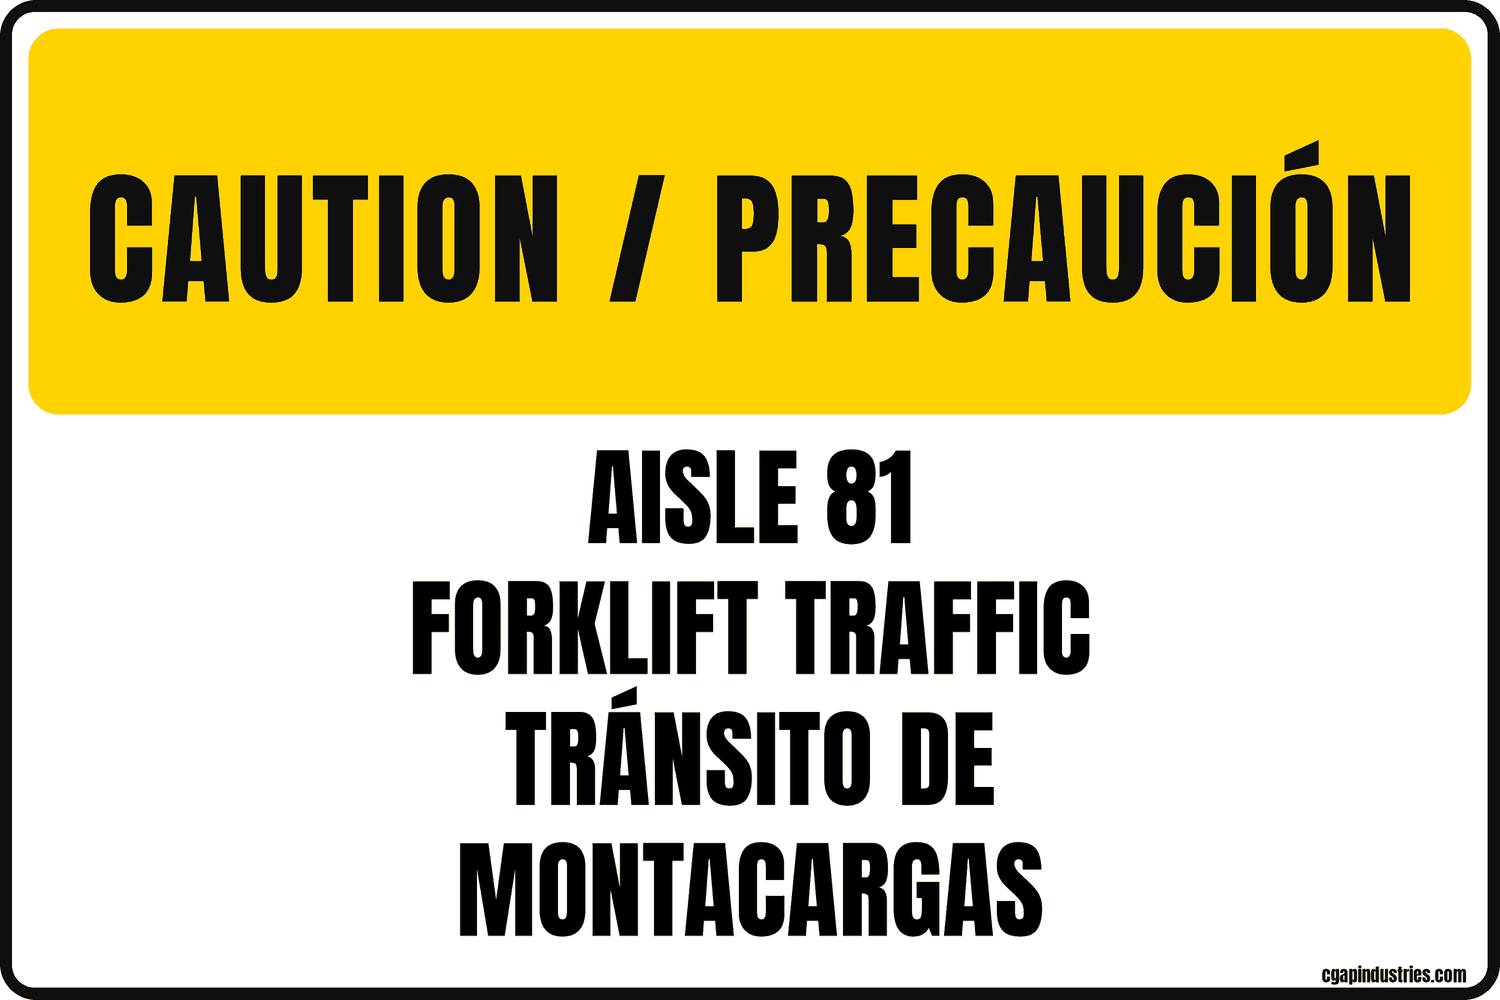 CAUTION / PRECAUCIÓN
AISLE 81
FORKLIFT TRAFFIC
TRÁNSITO DE
MONTACARGAS
cgapindustries.com